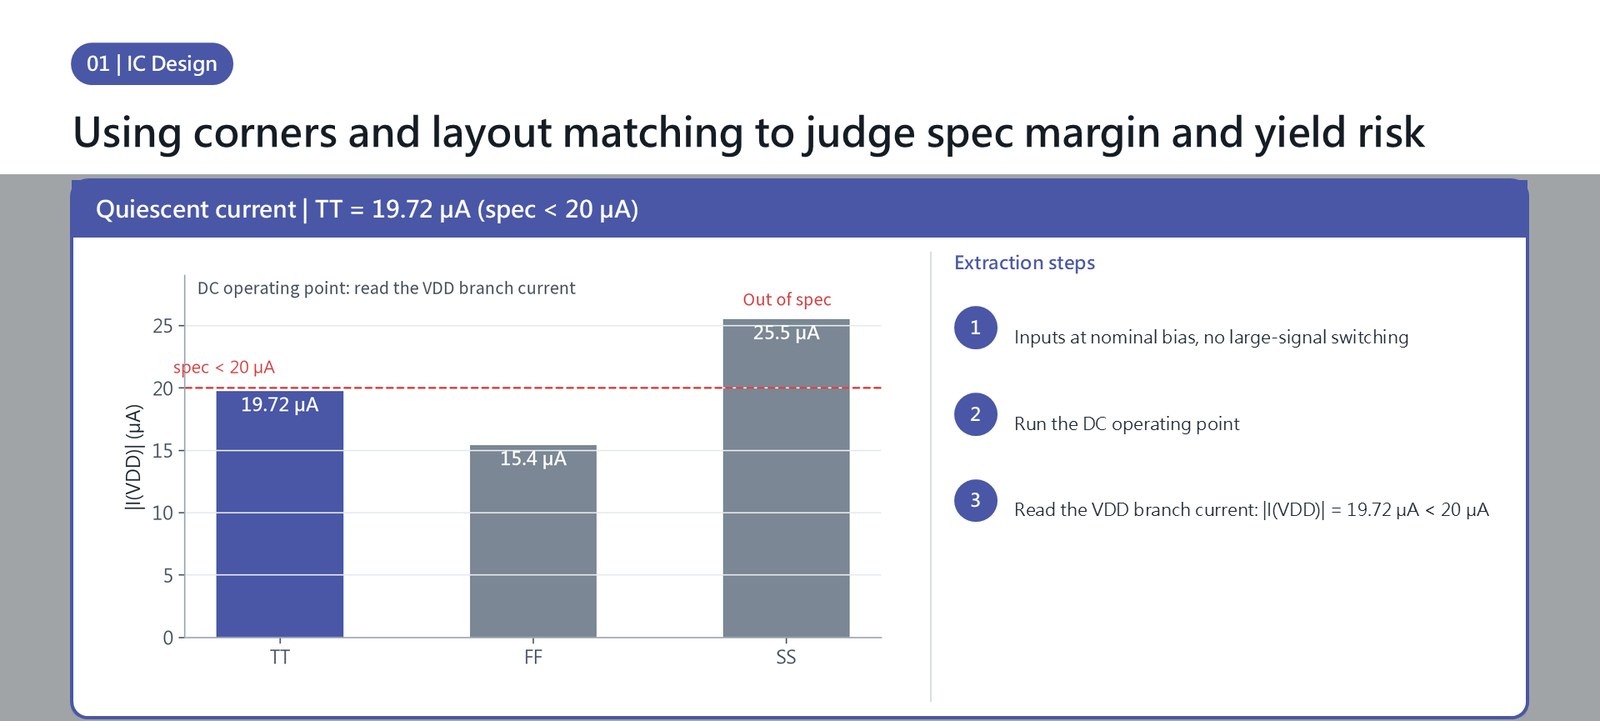 01 | IC Design
Using corners and layout matching to judge spec margin and yield risk
Quiescent current | TT = 19.72 µA (spec < 20 µA)
DC operating point: read the VDD branch current
Out of spec
25
25.5 µA
spec < 20 µA
20
19.72 µA
|I(VDD)| (µA)
15
15.4 µA
10
5
0
TT
FF
SS
Extraction steps
1
Inputs at nominal bias, no large-signal switching
2
Run the DC operating point
3
Read the VDD branch current: |I(VDD)| = 19.72 µA < 20 µA